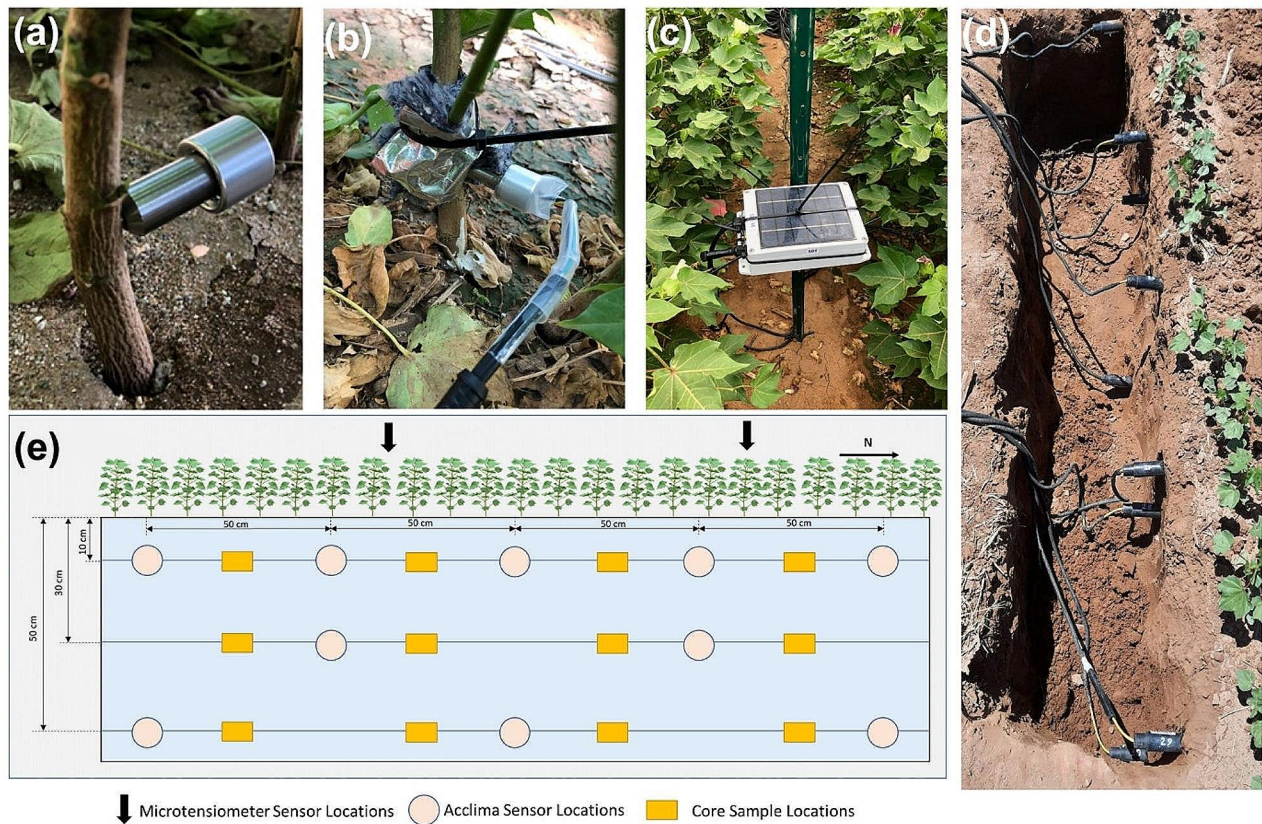 (a)
(b)
(c)
(d)
(e)
N
50 cm
50 cm
50 cm
50 cm
10 cm
30 cm
50 cm
29
Microtensiometer Sensor Locations
Acclima Sensor Locations
Core Sample Locations